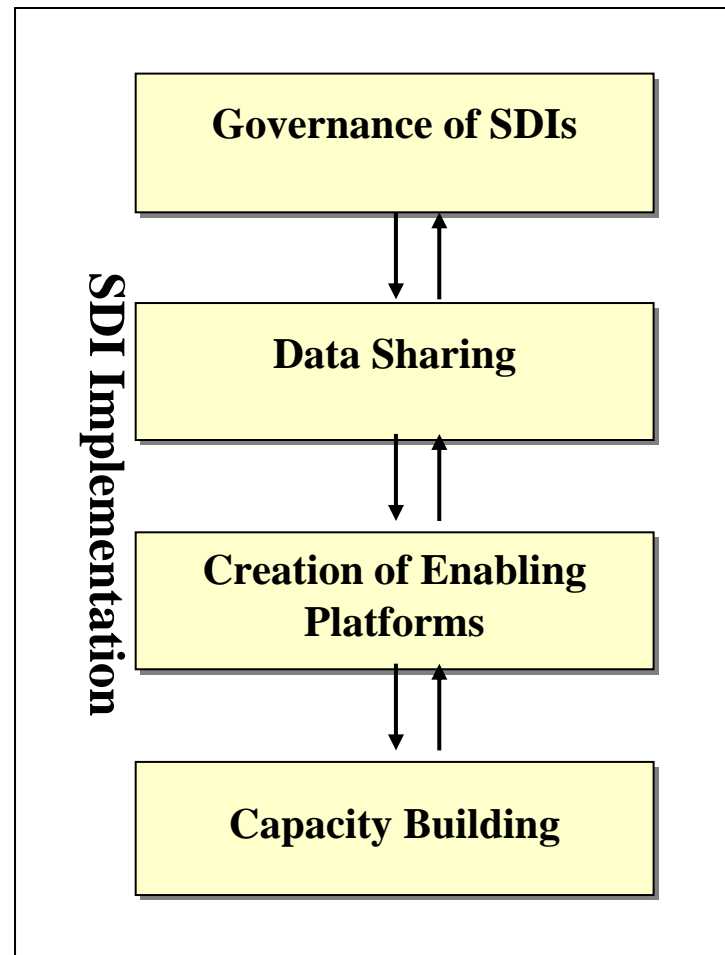 Governance of SDIs
SDI Implementation
Data Sharing
Creation of Enabling
Platforms
Capacity Building